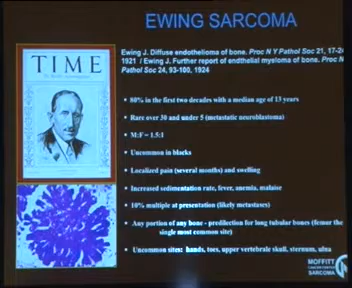 EWING SARCOMA
Ewing J. Diffuse endothelioma of bone. Proc N Y Pathol Soc 21, 17-24
1921 / Ewing J. Further report of endthelial myeloma of bone. Proc N
Pathol Soc 24, 93-100, 1924
TIME
• 80% in the first two decades with a median age of 13 years
• Rare over 30 and under 5 (metastatic neuroblastoma)
• M:F = 1.5:1
• Uncommon in blacks
• Localized pain (several months) and swelling
• Increased sedimentation rate, fever, anemia, malaise
• 10% multiple at presentation (likely metastases)
• Any portion of any bone - predilection for long tubular bones (femur the
single most common site)
• Uncommon sites: hands, toes, upper vertebrae skull, sternum, ulna
MOFFITT
SARCOMA